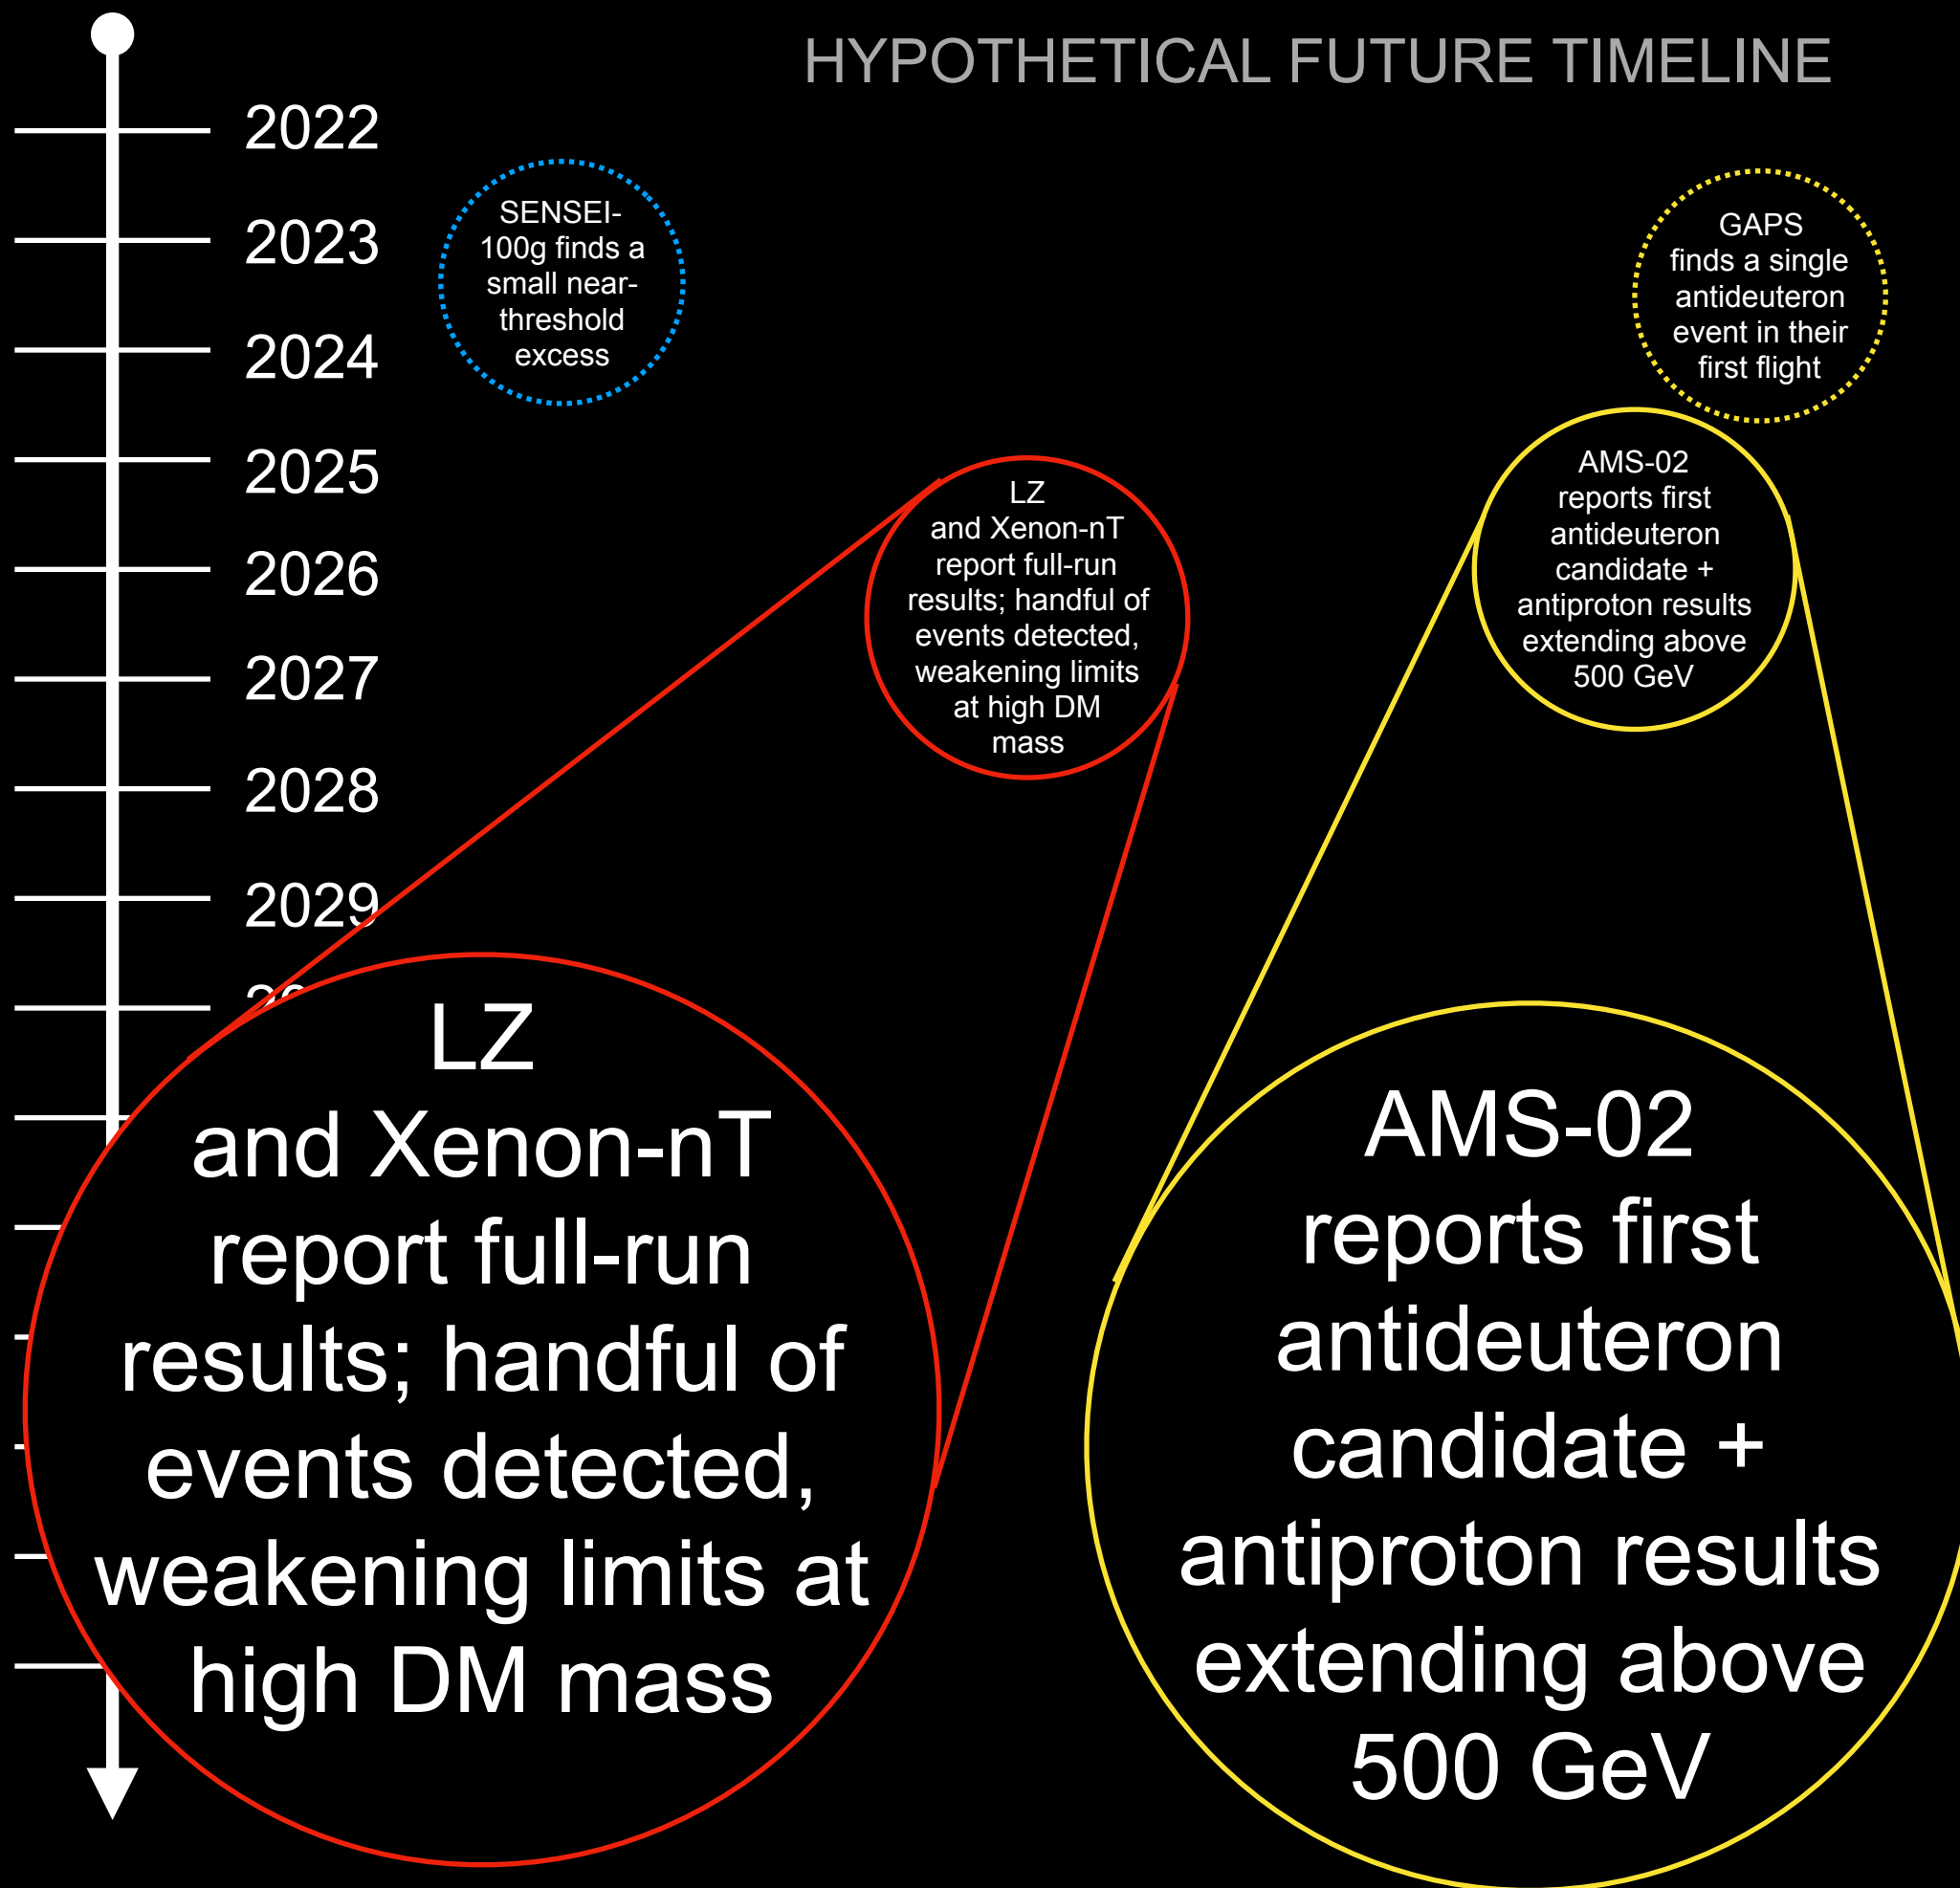 HYPOTHETICAL FUTURE TIMELINE
2022
2023
2024
2025
2026
2027
2028
2029
SENSEI-
100g finds a
small near-
threshold
excess
GAPS
finds a single
antideuteron
event in their
first flight
LZ
and Xenon-nT
report full-run
results; handful of
events detected,
weakening limits
at high DM
mass
AMS-02
reports first
antideuteron
candidate +
antiproton results
extending above
500 GeV
LZ
and Xenon-nT
report full-run
results; handful of
events detected,
weakening limits at
high DM mass
AMS-02
reports first
antideuteron
candidate +
antiproton results
extending above
500 GeV